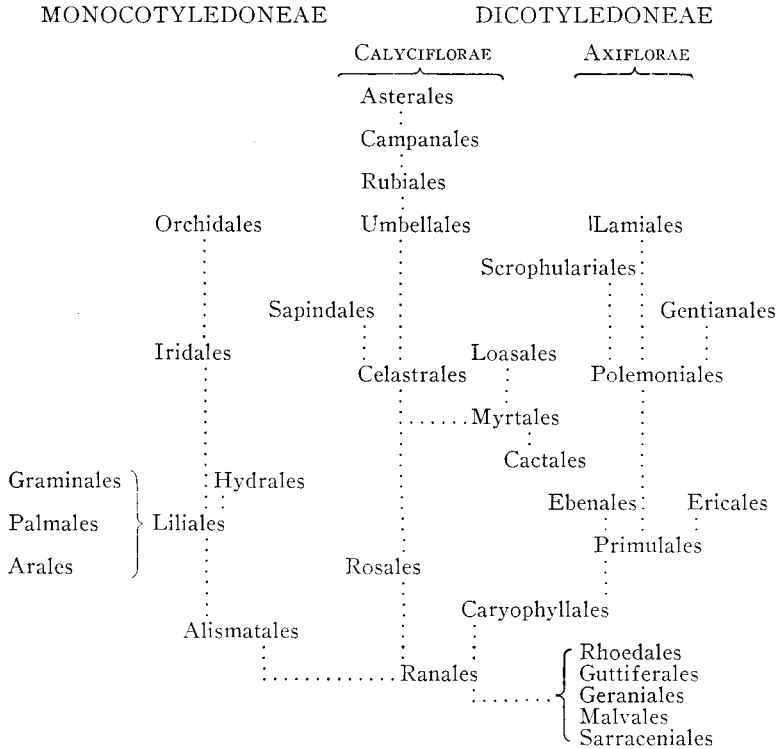 MONOCOTYLEDONEAE DICOTYLEDONEAE
CALYCIFLORAE AXIFLORAE
Asterales
Campanales
Rubiales
Orchidales Umbellales Lamiales
Scrophulariales
Sapindales Gentianales
Iridales Loasales
Celastrales Polemoniales
Myrtales
Cactales
Graminales Hydrales
Ebenales Ericales
Palmales Liliales
Primulales
Arales Rosales
Caryophyllales
Alismatales
Rhoedales
Ranales
Guttiferales
Geraniales
Malvales
Sarraceniales